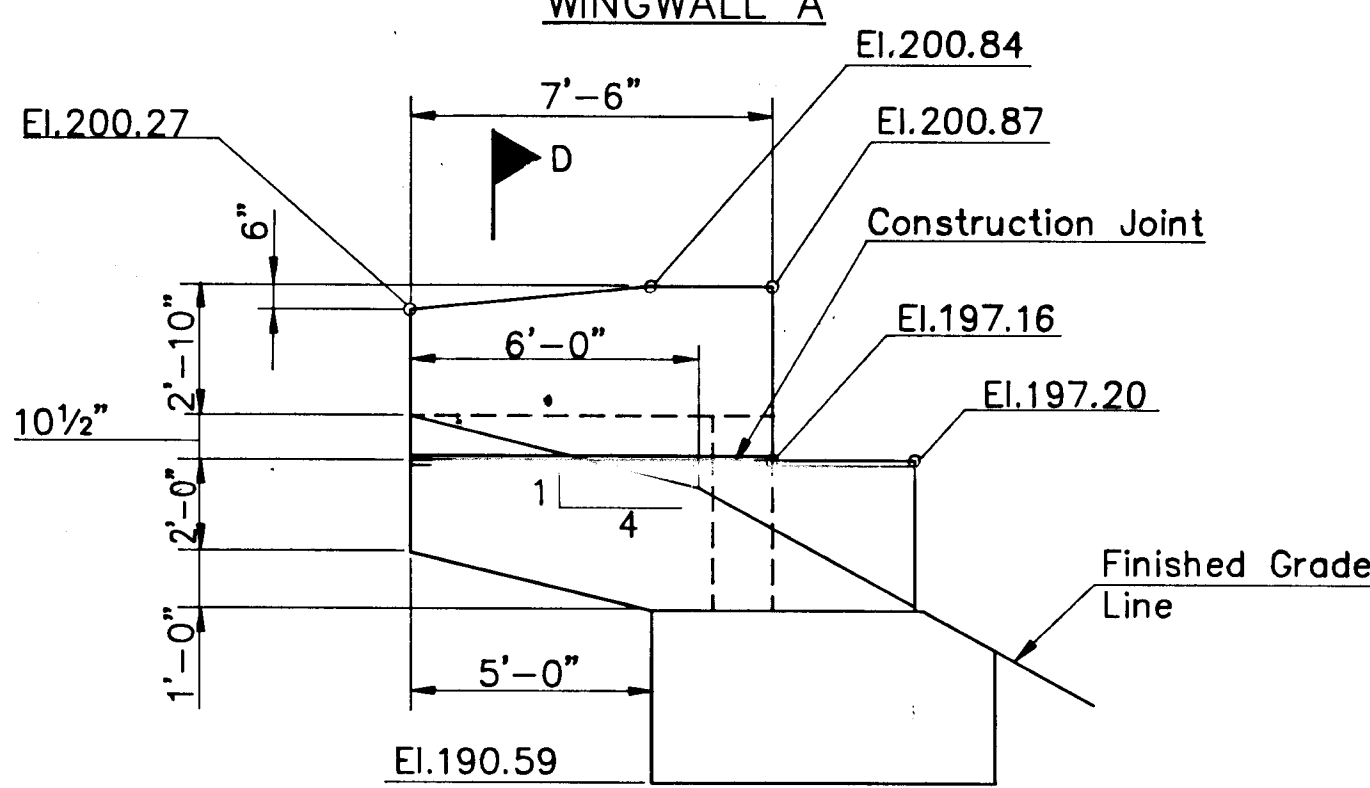 WINGWALL A
El.200.84
7'-6"
El.200.27
El.200.87
D
Construction Joint
6"
El.197.16
2'-10"
6'-0"
El.197.20
10½"
2'-0"
1
4
Finished Grade
Line
1'-0"
5'-0"
El.190.59